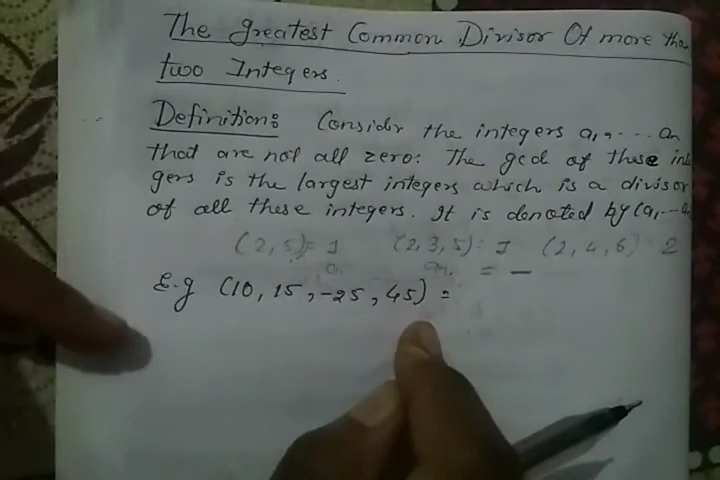 The greatest Common Divisor Of more tha
two Integers.
Definition: Consider the integers a1, ---- an
that are not all zero. The gcd of these int
gers is the largest integers which is a divisor
of all these integers. It is denoted by (a1, --- a
(2, 5) = 1 (2, 3, 5) = 1 (2, 4, 6) 2
= —
E.g (10, 15, -25, 45) =